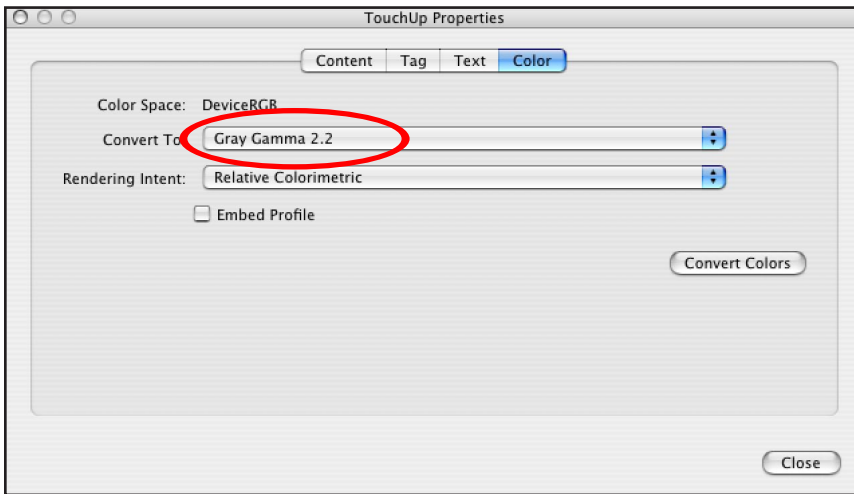 TouchUp Properties
Content Tag Text Color
Color Space: DeviceRGB
Convert To Gray Gamma 2.2
Rendering Intent: Relative Colorimetric
Embed Profile
Convert Colors
Close